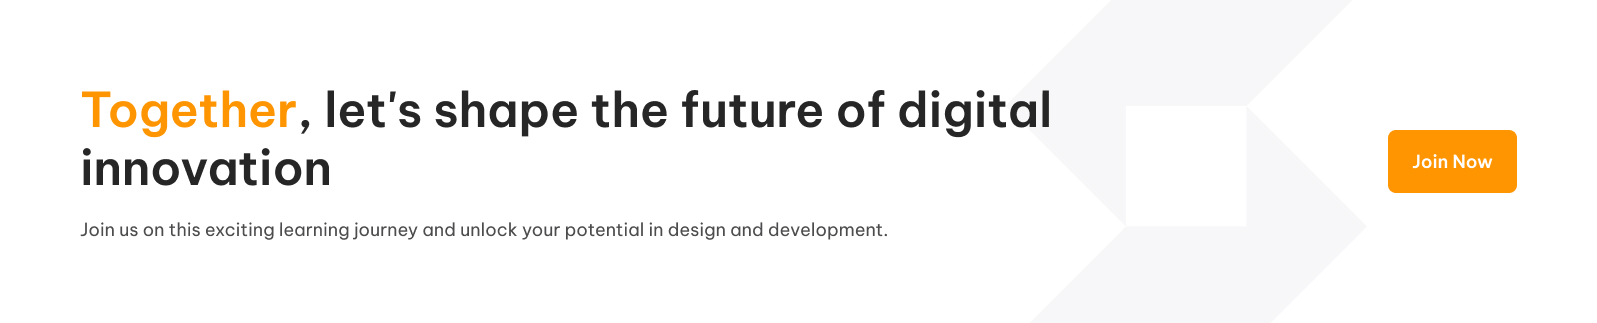 Together, let's shape the future of digital
innovation
Join us on this exciting learning journey and unlock your potential in design and development.
Join Now